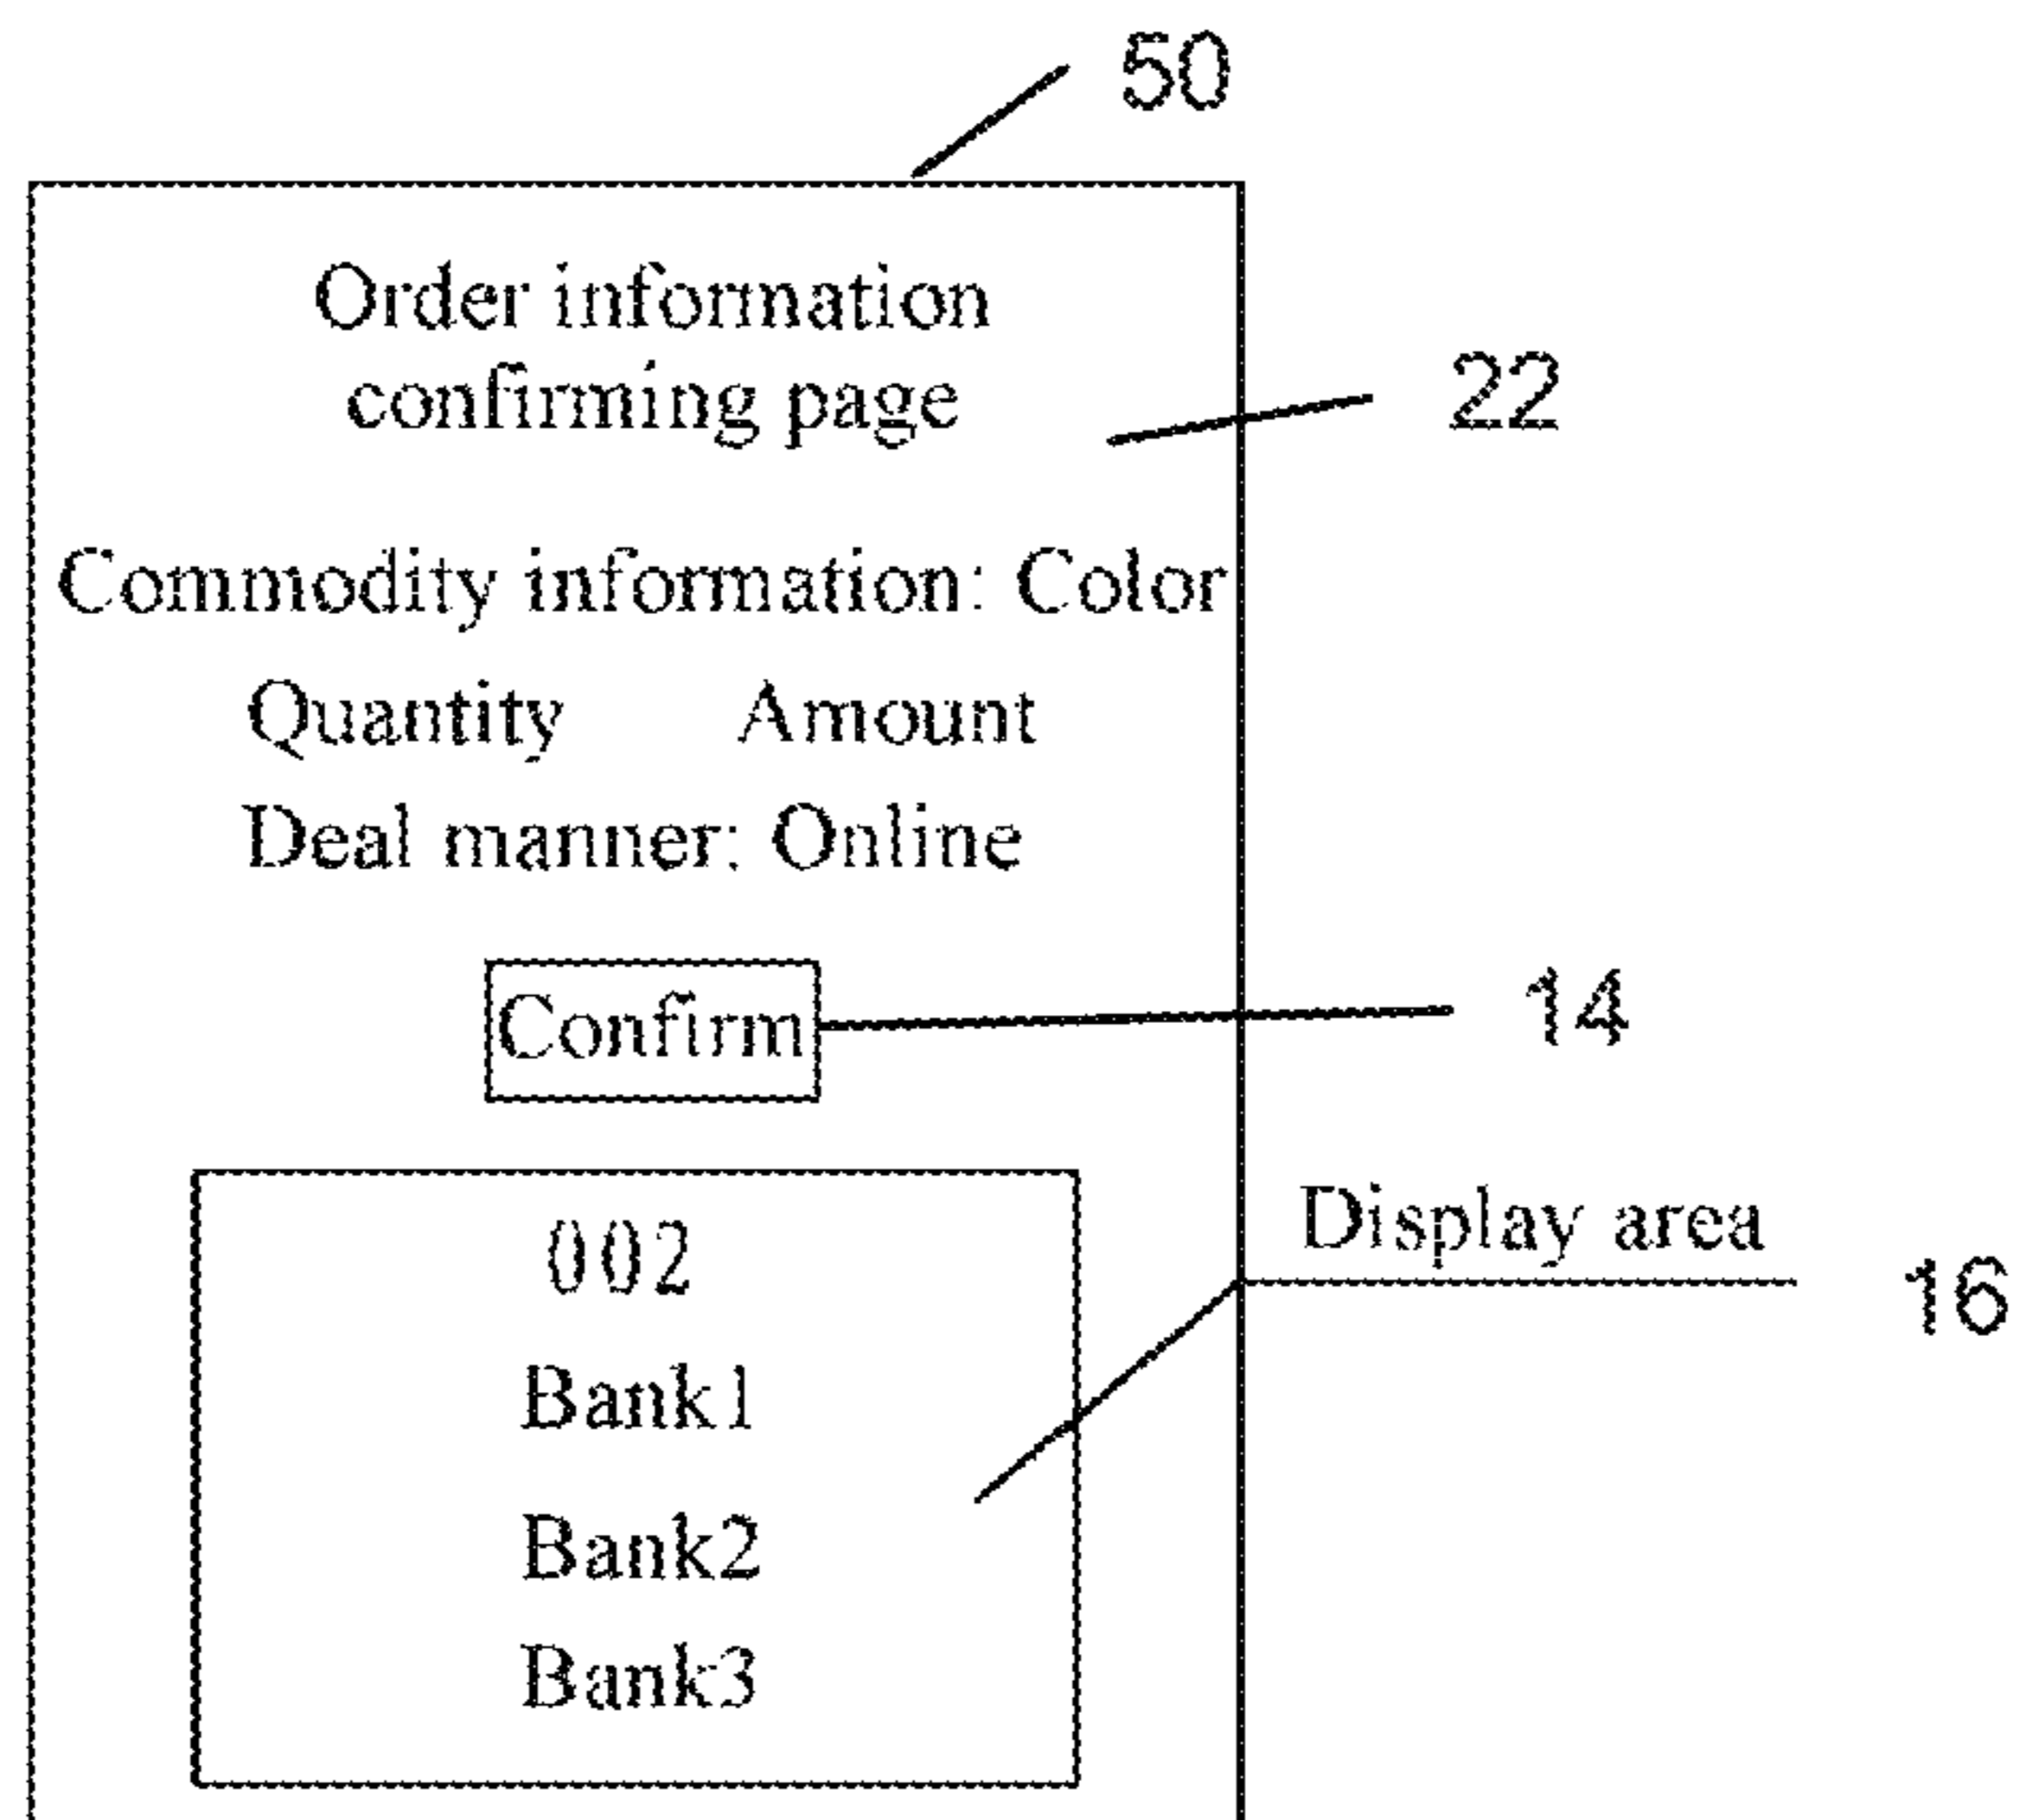 50
Order information
confirming page
22
Commodity information: Color
Quantity Amount
Deal manner: Online
Confirm
14
Display area
16
002
Bank1
Bank2
Bank3